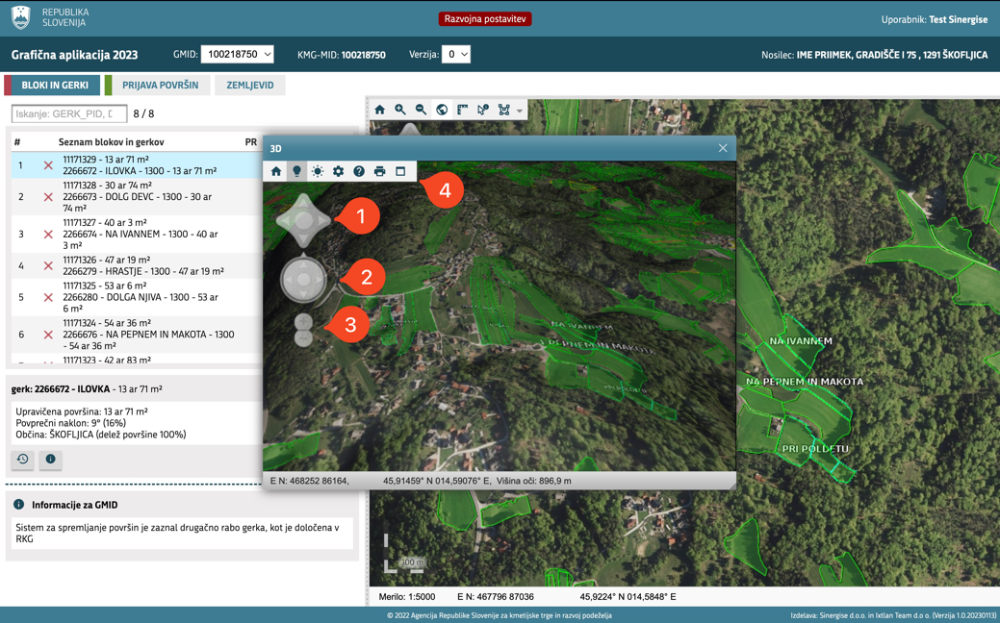 REPUBLIKA
SLOVENIJA
Razvojna postavitev
Uporabnik: Test Sinergise
Grafična aplikacija 2023
GMID: 100218750
KMG-MID: 100218750
Verzija: 0
Nosilec: IME PRIIMEK, GRADIŠČE I 75 , 1291 ŠKOFLJICA
BLOKI IN GERKI
PRIJAVA POVRŠIN
ZEMLJEVID
Iskanje: GERK_PID, D
8 / 8
# Seznam blokov in gerkov PR
1 11171329 - 13 ar 71 m²
2266672 - ILOVKA - 1300 - 13 ar 71 m²
2 11171328 - 30 ar 74 m²
2266673 - DOLG DEVC - 1300 - 30 ar
74 m²
3 11171327 - 40 ar 3 m²
2266674 - NA IVANNEM - 1300 - 40 ar
3 m²
4 11171326 - 47 ar 19 m²
2266279 - HRASTJE - 1300 - 47 ar 19 m²
5 11171325 - 53 ar 6 m²
2266280 - DOLGA NJIVA - 1300 - 53 ar
6 m²
6 11171324 - 54 ar 36 m²
2266676 - NA PEPNEM IN MAKOTA - 1300
- 54 ar 36 m²
11171323 - 42 ar 83 m²
gerk: 2266672 - ILOVKA - 13 ar 71 m²
Upravičena površina: 13 ar 71 m²
Povprečni naklon: 9° (16%)
Občina: ŠKOFLJICA (delež površine 100%)
Informacije za GMID
Sistem za spremljanje površin je zaznal drugačno rabo gerka, kot je določena v
RKG
3D
4
1
2
3
NA IVANNEM
PEPNEM IN MAKOTA
PRI POLDETU
E N: 468252 86164, 45,91459° N 014,59076° E, Višina oči: 896,9 m
NA IVANNEM
NA PEPNEM IN MAKOTA
PRI POLDETU
100 m
Merilo: 1:5000 E N: 467796 87036 45,9224° N 014,5848° E
© 2022 Agencija Republike Slovenije za kmetijske trge in razvoj podeželja
Izdelava: Sinergise d.o.o. in Ixtlan Team d.o o. (Verzija 1.0.20230113)